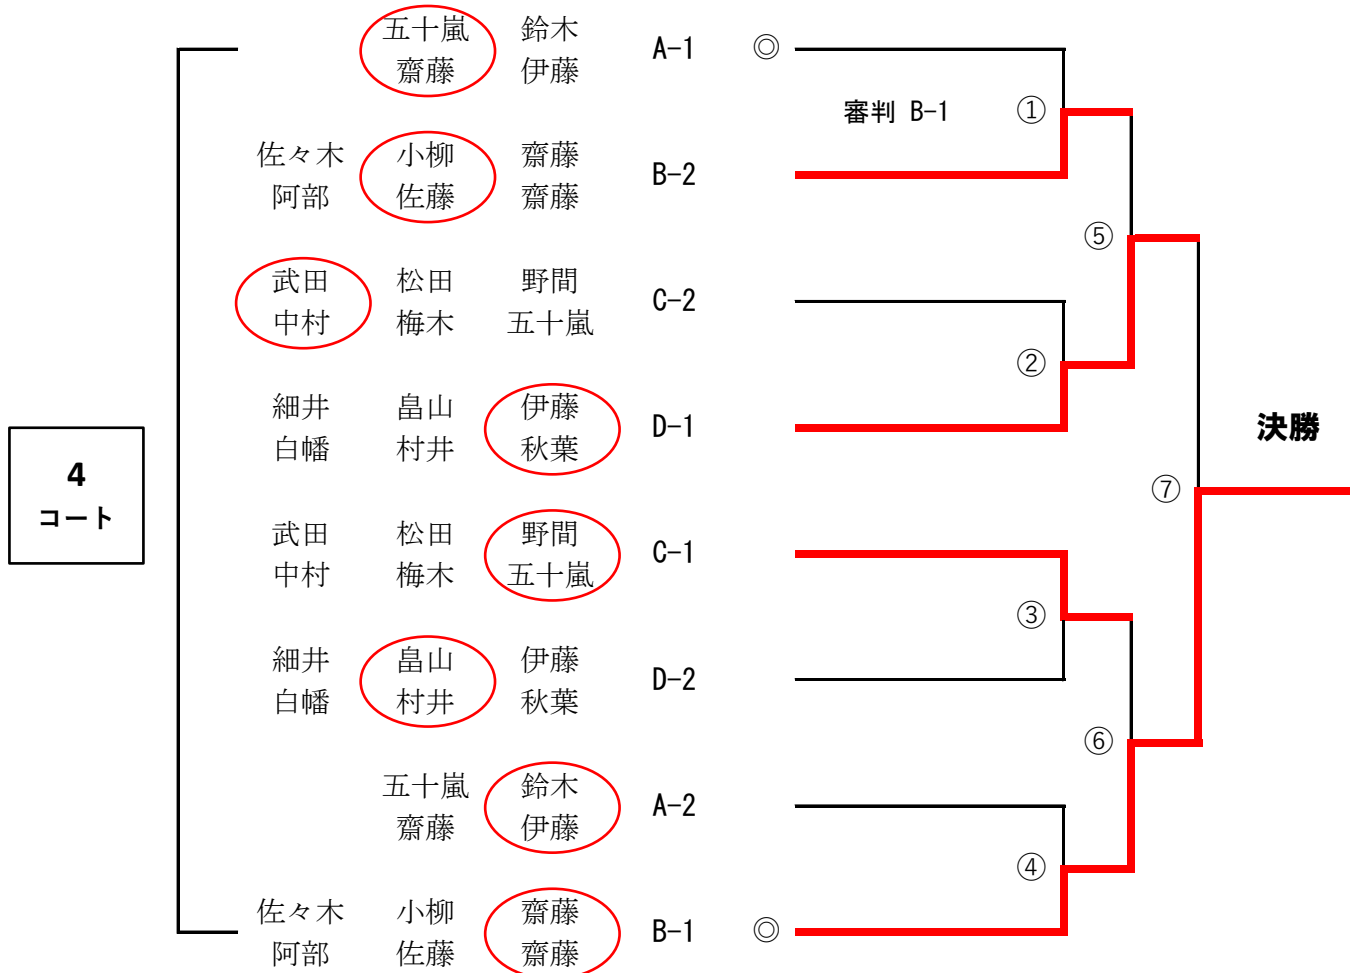 五十嵐 鈴木
齋藤 伊藤
A-1 ◎
審判 B-1 ①
佐々木 小柳 齋藤
阿部 佐藤 齋藤
B-2
⑤
武田 松田 野間
中村 梅木 五十嵐
C-2
②
細井 畠山 伊藤
白幡 村井 秋葉
D-1
決勝
4
コート
⑦
武田 松田 野間
中村 梅木 五十嵐
C-1
③
細井 畠山 伊藤
白幡 村井 秋葉
D-2
⑥
五十嵐 鈴木
齋藤 伊藤
A-2
④
佐々木 小柳 齋藤
阿部 佐藤 齋藤
B-1 ◎